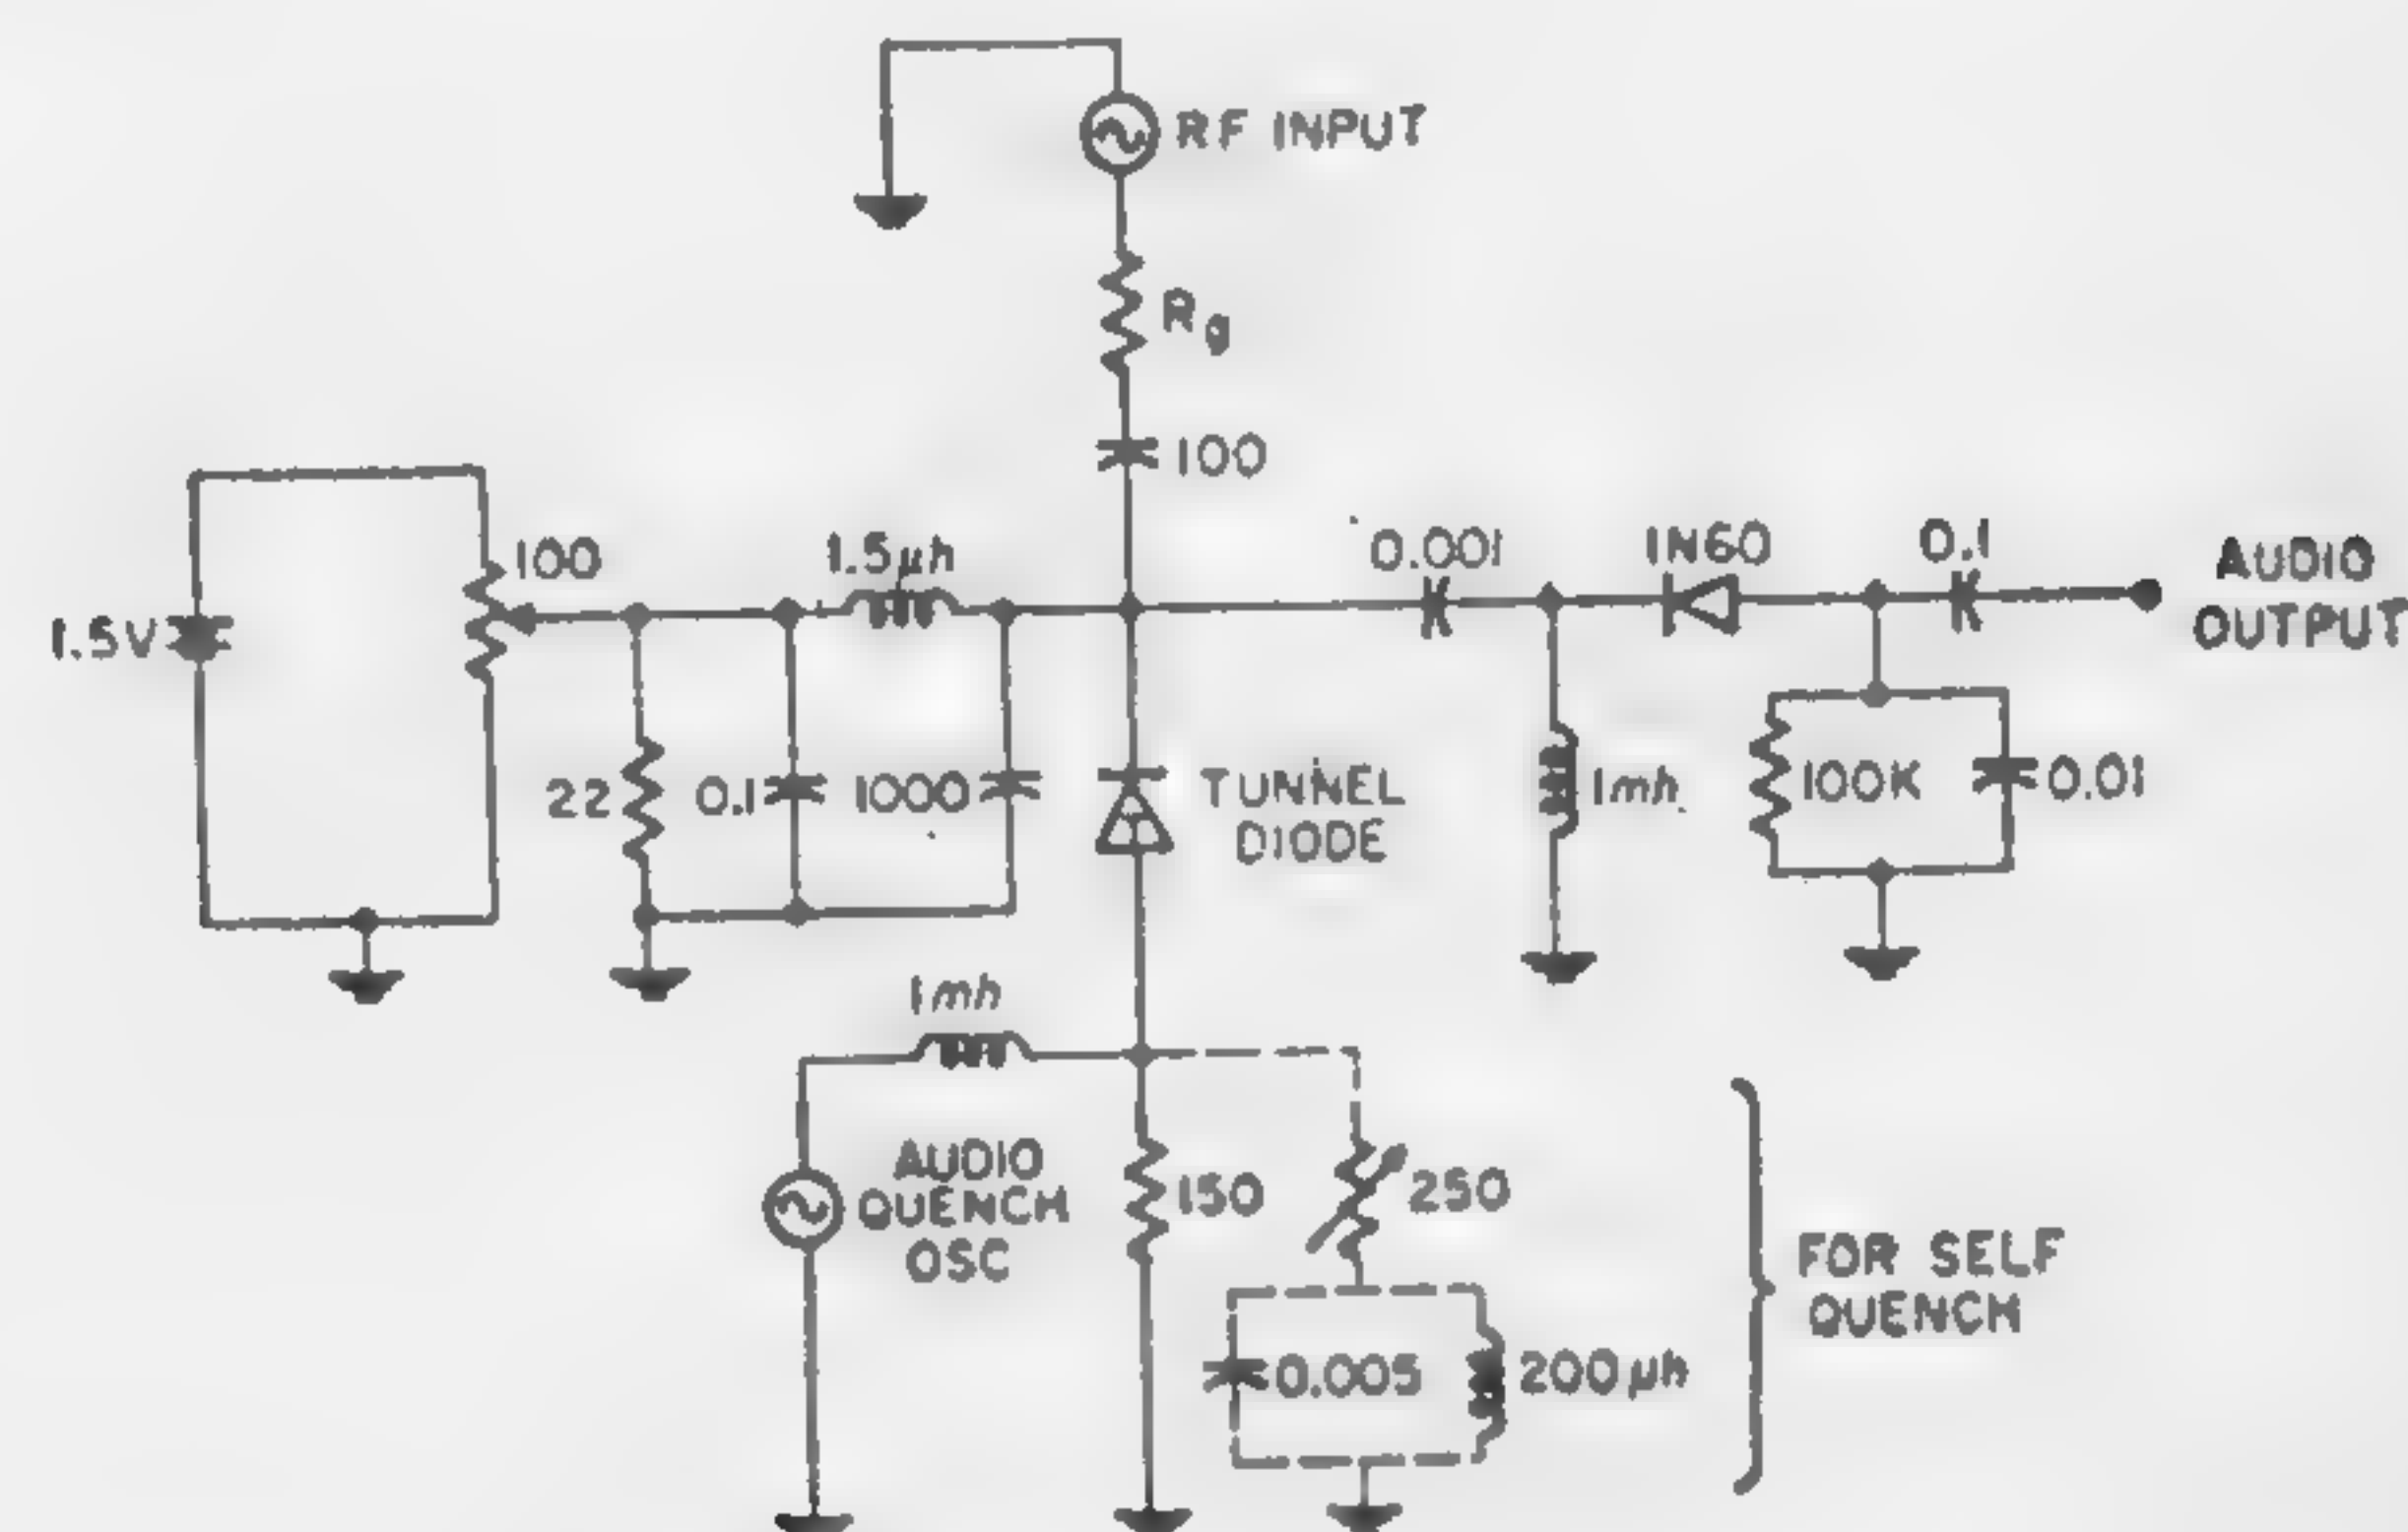 RF INPUT
Rg
100
1.5V
100
1.5μh
0.001
1N60
0.1
AUDIO
OUTPUT
22
0.1
1000
TUNNEL
DIODE
1mh
100K
0.01
1mh
AUDIO
QUENCH
OSC
150
250
0.005
200μh
FOR SELF
QUENCH